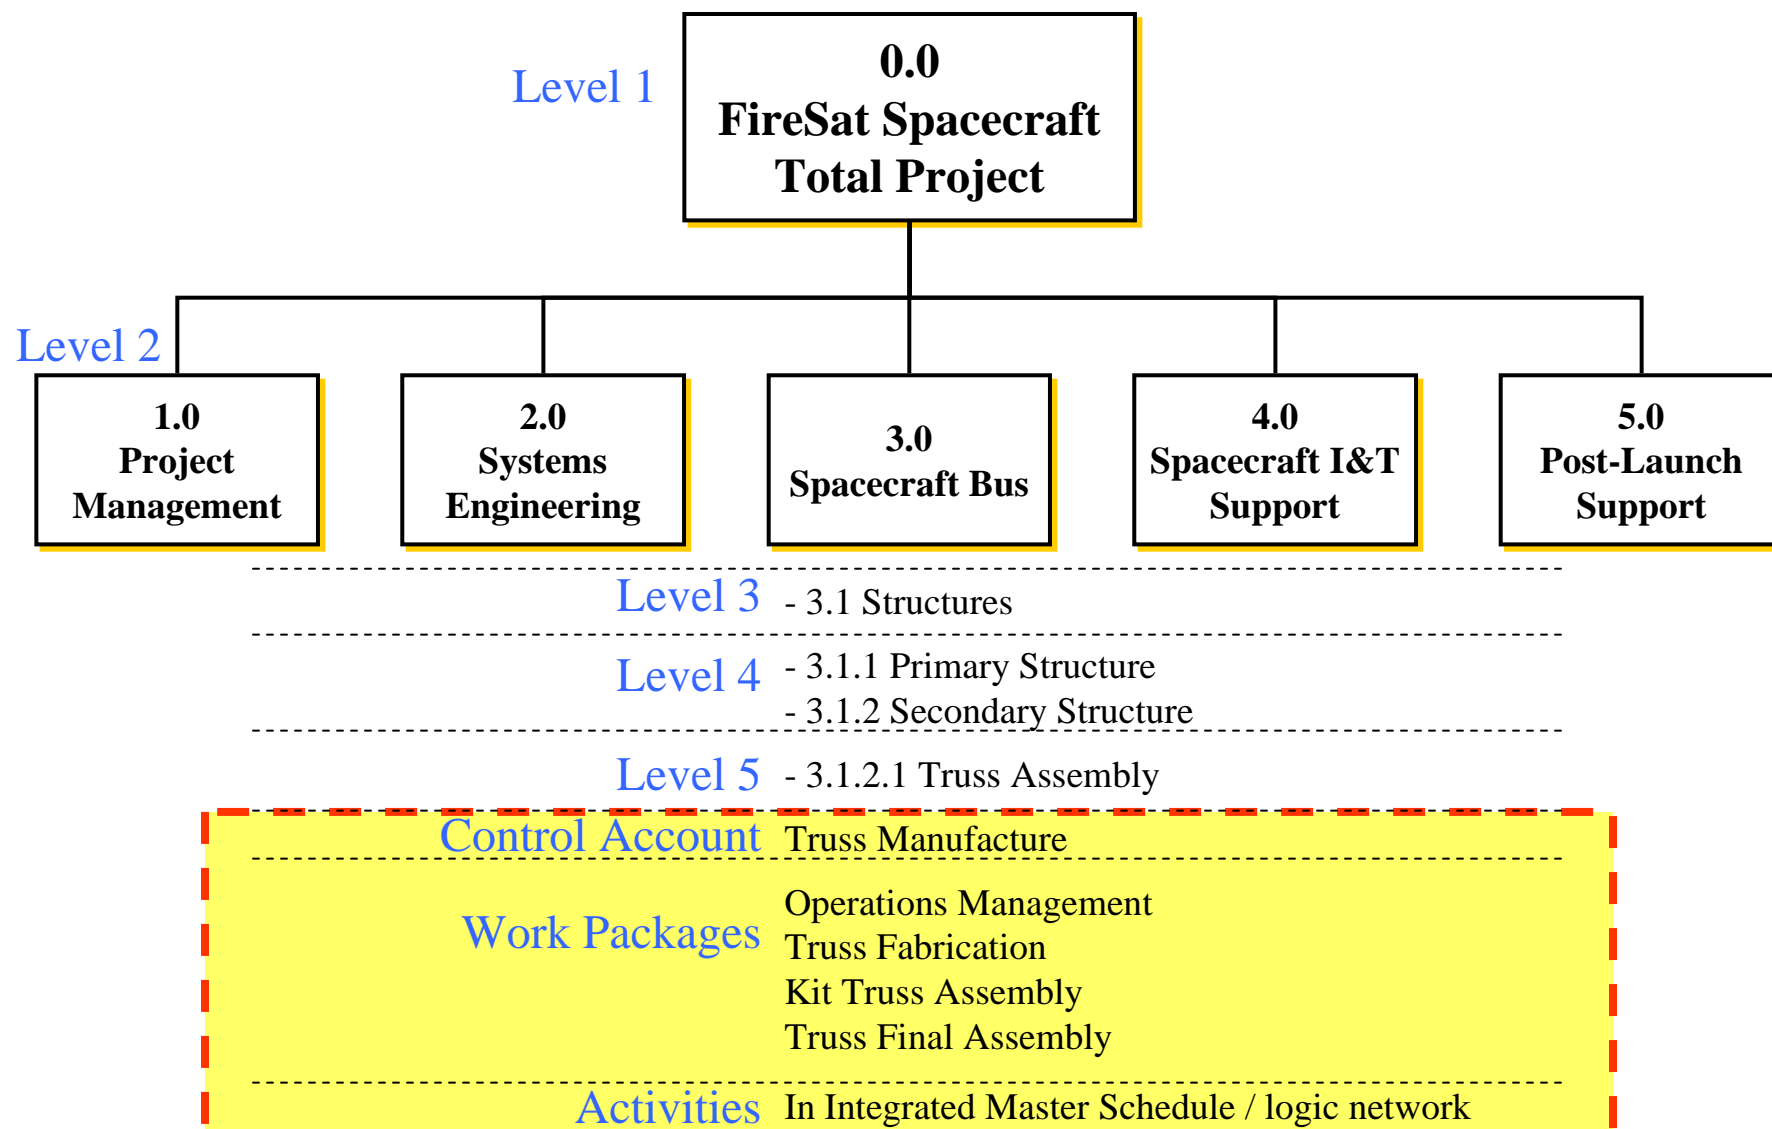 Level 1
0.0
FireSat Spacecraft
Total Project
Level 2
1.0
Project
Management
2.0
Systems
Engineering
3.0
Spacecraft Bus
4.0
Spacecraft I&T
Support
5.0
Post-Launch
Support
Level 3 - 3.1 Structures
Level 4
- 3.1.1 Primary Structure
- 3.1.2 Secondary Structure
Level 5 - 3.1.2.1 Truss Assembly
Control Account Truss Manufacture
Work Packages
Operations Management
Truss Fabrication
Kit Truss Assembly
Truss Final Assembly
Activities In Integrated Master Schedule / logic network